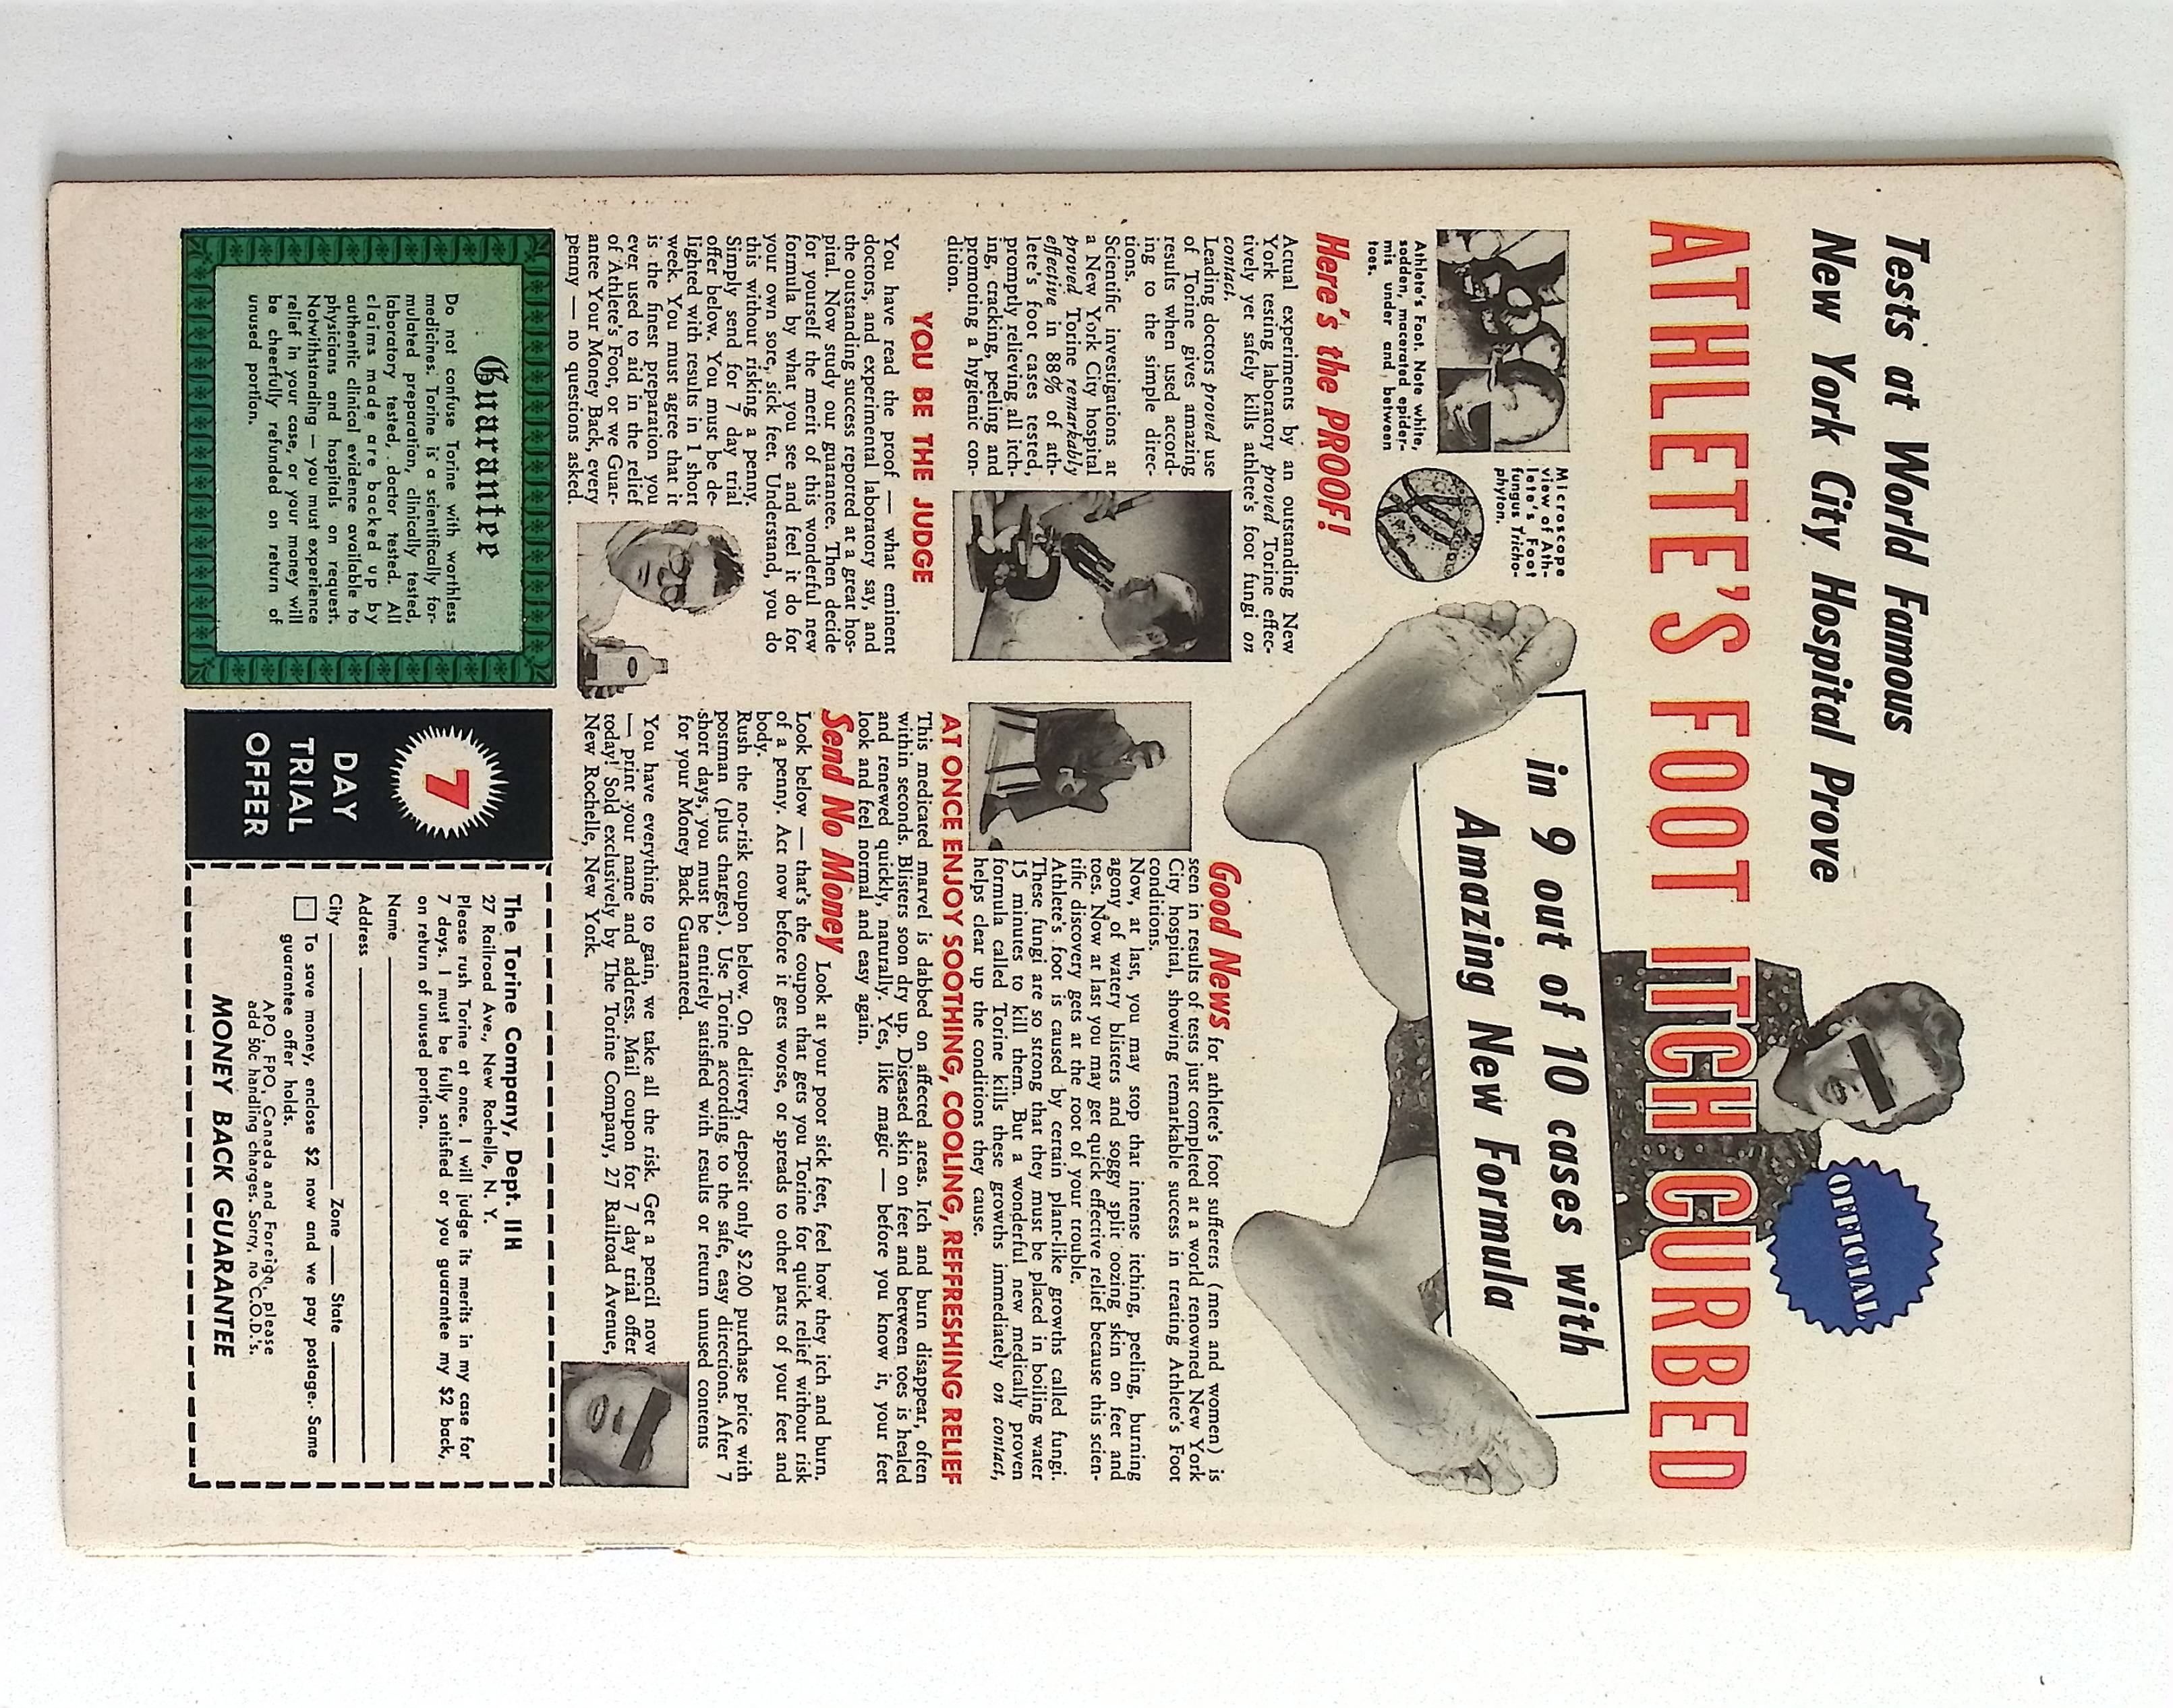 Tests at World Famous
New York City Hospital Prove
OFFICIAL
ATHLETE'S FOOT ITCH CURBED
in 9 out of 10 cases with
Amazing New Formula
Athlete's Foot. Note white,
sodden, macerated epider-
mis under and between
toes.
Microscope
view of Ath-
lete's Foot
fungus Tricho-
phyton.
Here's the PROOF!
Actual experiments by an outstanding New
York testing laboratory proved Torine effec-
tively yet safely kills athlete's foot fungi on
contact.
Leading doctors proved use
of Torine gives amazing
results when used accord-
ing to the simple direc-
tions.
Scientific investigations at
a New York City hospital
proved Torine remarkably
effective in 88% of ath-
lete's foot cases tested,
promptly relieving all itch-
ing, cracking, peeling and
promoting a hygienic con-
dition.
YOU BE THE JUDGE
You have read the proof — what eminent
doctors, and experimental laboratory say, and
the outstanding success reported at a great hos-
pital. Now study our guarantee. Then decide
for yourself the merit of this wonderful new
formula by what you see and feel it do for
your own sore, sick feet. Understand, you do
this without risking a penny.
Simply send for 7 day trial
offer below. You must be de-
lighted with results in 1 short
week. You must agree that it
is the finest preparation you
ever used to aid in the relief
of Athlete's Foot, or we Guar-
antee Your Money Back, every
penny — no questions asked.
Guarantee
Do not confuse Torine with worthless
medicines. Torine is a scientifically for-
mulated preparation, clinically tested,
laboratory tested, doctor tested. All
claims made are backed up by
authentic clinical evidence available to
physicians and hospitals on request.
Notwithstanding — you must experience
relief in your case, or your money will
be cheerfully refunded on return of
unused portion.
Good News for athlete's foot sufferers (men and women) is
seen in results of tests just completed at a world renowned New York
City hospital, showing remarkable success in treating Athlete's Foot
conditions.
Now, at last, you may stop that intense itching, peeling, burning
agony of watery blisters and soggy split oozing skin on feet and
toes. Now at last you may get quick effective relief because this scien-
tific discovery gets at the root of your trouble.
Athlete's foot is caused by certain plant-like growths called fungi.
These fungi are so strong that they must be placed in boiling water
15 minutes to kill them. But a wonderful new medically proven
formula called Torine kills these growths immediately on contact,
helps clear up the conditions they cause.
AT ONCE ENJOY SOOTHING, COOLING, REFRESHING RELIEF
This medicated marvel is dabbed on affected areas. Itch and burn disappear, often
within seconds. Blisters soon dry up. Diseased skin on feet and between toes is healed
and renewed quickly, naturally. Yes, like magic — before you know it, your feet
look and feel normal and easy again.
Send No Money Look at your poor sick feet, feel how they itch and burn.
Look below — that's the coupon that gets you Torine for quick relief without risk
of a penny. Act now before it gets worse, or spreads to other parts of your feet and
body.
Rush the no-risk coupon below. On delivery, deposit only $2.00 purchase price with
postman (plus charges). Use Torine according to the safe, easy directions. After 7
short days, you must be entirely satisfied with results or return unused contents
for your Money Back Guaranteed.
You have everything to gain, we take all the risk. Get a pencil now
— print your name and address. Mail coupon for 7 day trial offer
today! Sold exclusively by The Torine Company, 27 Railroad Avenue,
New Rochelle, New York.
7
DAY
TRIAL
OFFER
The Torine Company, Dept. IIH
27 Railroad Ave., New Rochelle, N. Y.
Please rush Torine at once. I will judge its merits in my case for
7 days. I must be fully satisfied or you guarantee my $2 back,
on return of unused portion.
Name
Address
City Zone State
To save money, enclose $2 now and we pay postage. Same
guarantee offer holds.
APO, FPO, Canada and Foreign, please
add 50c handling charges. Sorry, no C.O.D.'s.
MONEY BACK GUARANTEE